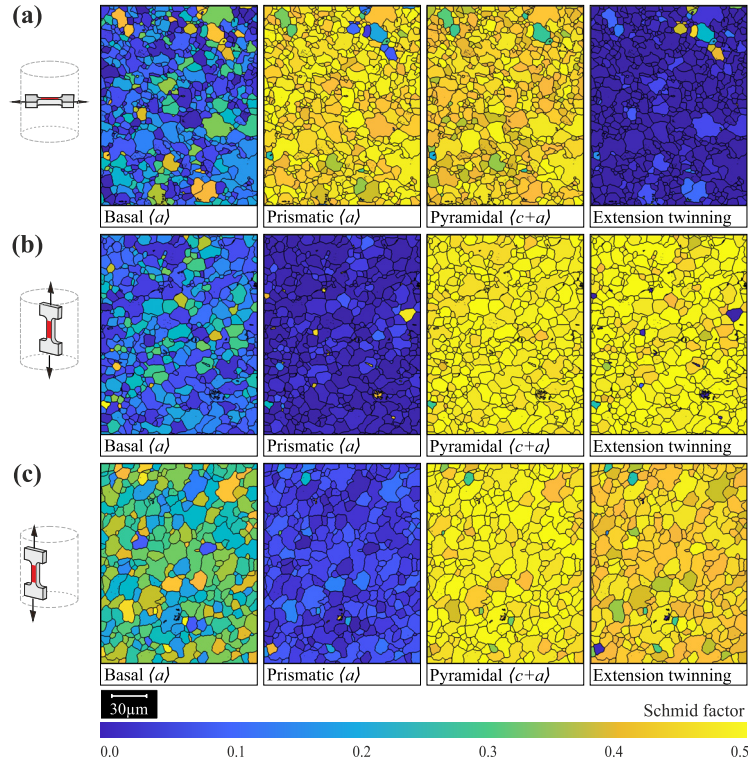 (a)
Basal ⟨a⟩
Prismatic ⟨a⟩
Pyramidal ⟨c+a⟩
Extension twinning
(b)
Basal ⟨a⟩
Prismatic ⟨a⟩
Pyramidal ⟨c+a⟩
Extension twinning
(c)
Basal ⟨a⟩
Prismatic ⟨a⟩
Pyramidal ⟨c+a⟩
Extension twinning
30μm
Schmid factor
0.0 0.1 0.2 0.3 0.4 0.5